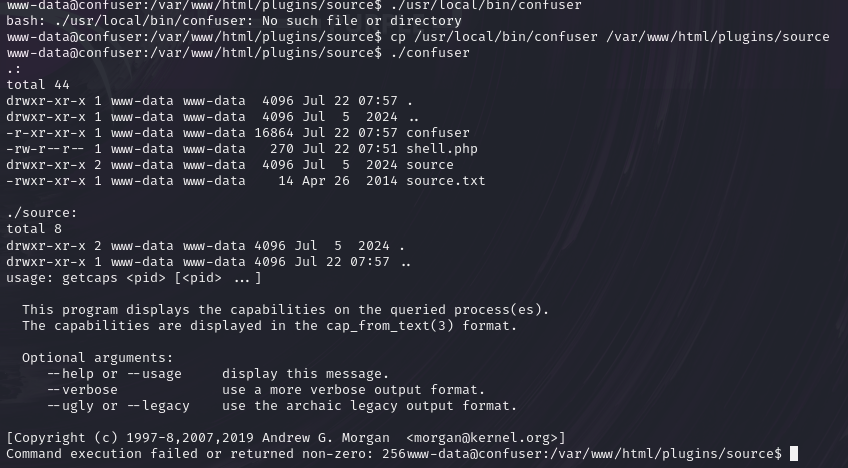 www-data@confuser:/var/www/html/plugins/source$ ./usr/local/bin/confuser
bash: ./usr/local/bin/confuser: No such file or directory
www-data@confuser:/var/www/html/plugins/source$ cp /usr/local/bin/confuser /var/www/html/plugins/source
www-data@confuser:/var/www/html/plugins/source$ ./confuser
.:
total 44
drwxr-xr-x 1 www-data www-data  4096 Jul 22 07:57 .
drwxr-xr-x 1 www-data www-data  4096 Jul  5  2024 ..
-r-xr-xr-x 1 www-data www-data 16864 Jul 22 07:57 confuser
-rw-r--r-- 1 www-data www-data   270 Jul 22 07:51 shell.php
drwxr-xr-x 2 www-data www-data  4096 Jul  5  2024 source
-rwxr-xr-x 1 www-data www-data    14 Apr 26  2014 source.txt

./source:
total 8
drwxr-xr-x 2 www-data www-data 4096 Jul  5  2024 .
drwxr-xr-x 1 www-data www-data 4096 Jul 22 07:57 ..
usage: getcaps <pid> [<pid> ...]

  This program displays the capabilities on the queried process(es).
  The capabilities are displayed in the cap_from_text(3) format.

  Optional arguments:
     --help or --usage     display this message.
     --verbose             use a more verbose output format.
     --ugly or --legacy    use the archaic legacy output format.

[Copyright (c) 1997-8,2007,2019 Andrew G. Morgan  <morgan@kernel.org>]
Command execution failed or returned non-zero: 256www-data@confuser:/var/www/html/plugins/source$